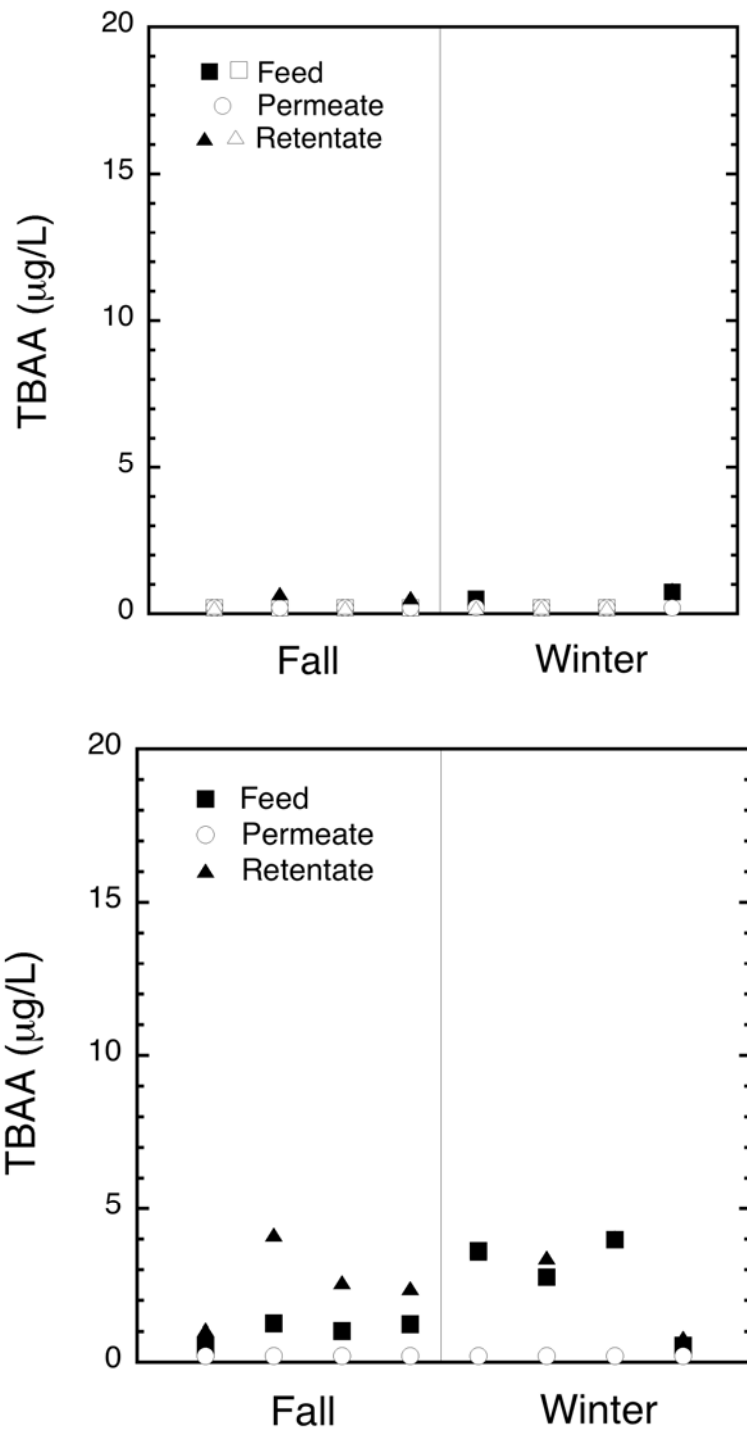 20
Feed
Permeate
Retentate
15
TBAA (μg/L)
10
5
0
Fall Winter
20
Feed
Permeate
Retentate
15
TBAA (μg/L)
10
5
0
Fall Winter